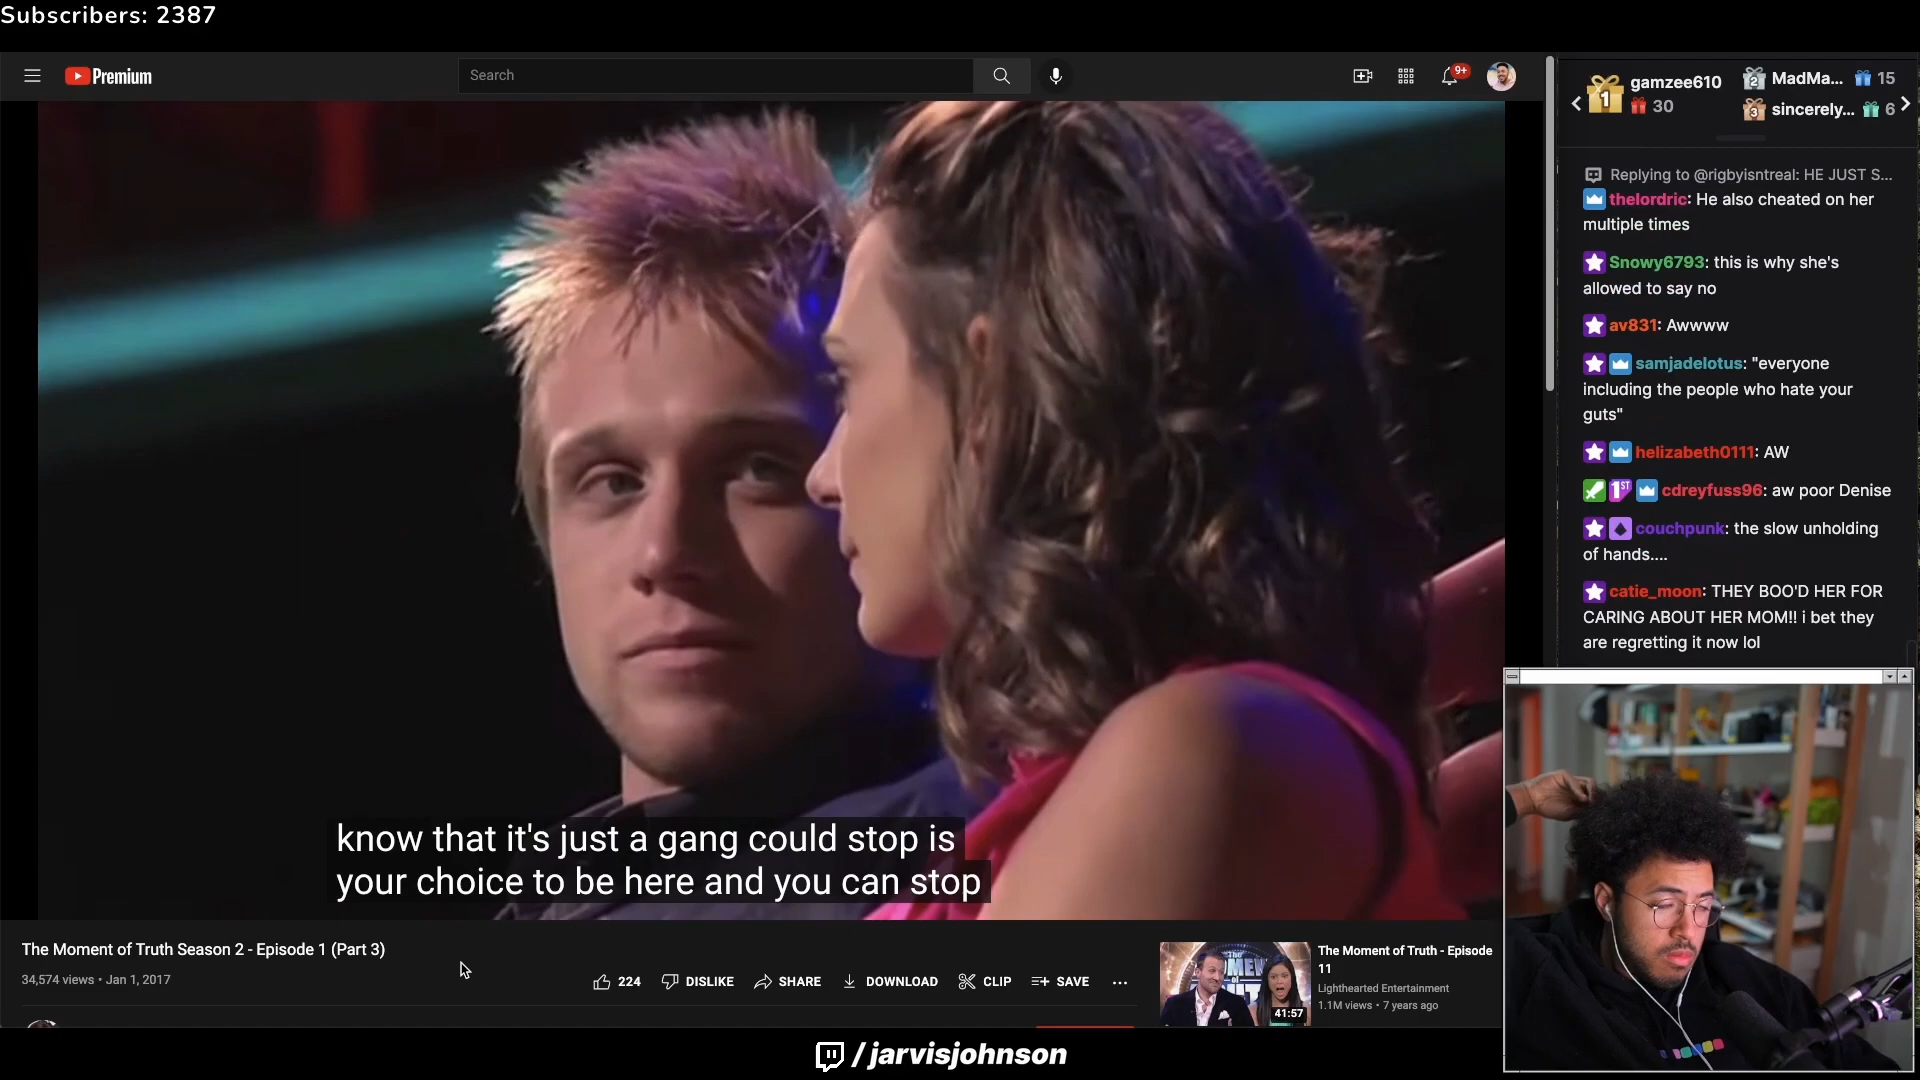 Subscribers: 2387
Premium
Search
9+
1
gamzee610
30
2
MadMa...
15
3
sincerely...
6
Replying to @rigbyisntreal: HE JUST S...
thelordric: He also cheated on her
multiple times
Snowy6793: this is why she's
allowed to say no
av831: Awwww
samjadelotus: "everyone
including the people who hate your
guts"
helizabeth0111: AW
1ST cdreyfuss96: aw poor Denise
couchpunk: the slow unholding
of hands....
catie_moon: THEY BOO'D HER FOR
CARING ABOUT HER MOM!! i bet they
are regretting it now lol
know that it's just a gang could stop is
your choice to be here and you can stop
The Moment of Truth Season 2 - Episode 1 (Part 3)
34,574 views • Jan 1, 2017
224
DISLIKE
SHARE
DOWNLOAD
CLIP
SAVE
...
41:57
The Moment of Truth - Episode
11
Lighthearted Entertainment
1.1M views • 7 years ago
/jarvisjohnson